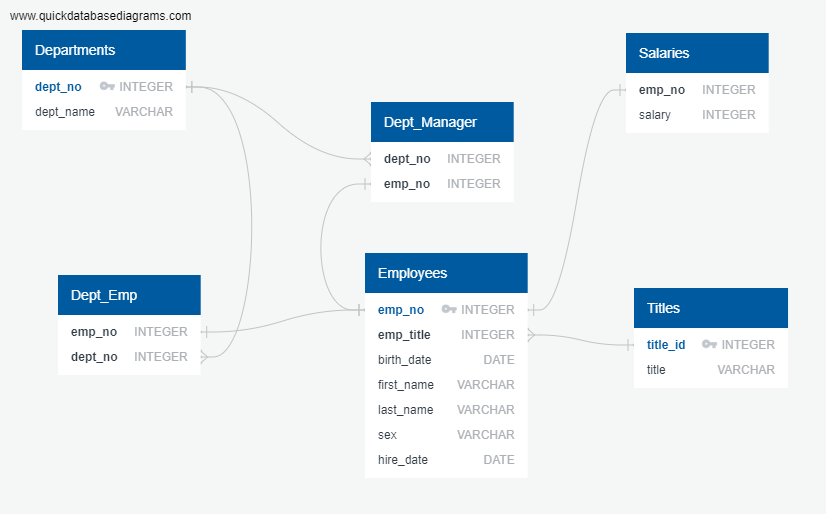 www.quickdatabasediagrams.com
Departments
dept_no INTEGER
dept_name VARCHAR
Dept_Manager
dept_no INTEGER
emp_no INTEGER
Salaries
emp_no INTEGER
salary INTEGER
Dept_Emp
emp_no INTEGER
dept_no INTEGER
Employees
emp_no INTEGER
emp_title INTEGER
birth_date DATE
first_name VARCHAR
last_name VARCHAR
sex VARCHAR
hire_date DATE
Titles
title_id INTEGER
title VARCHAR